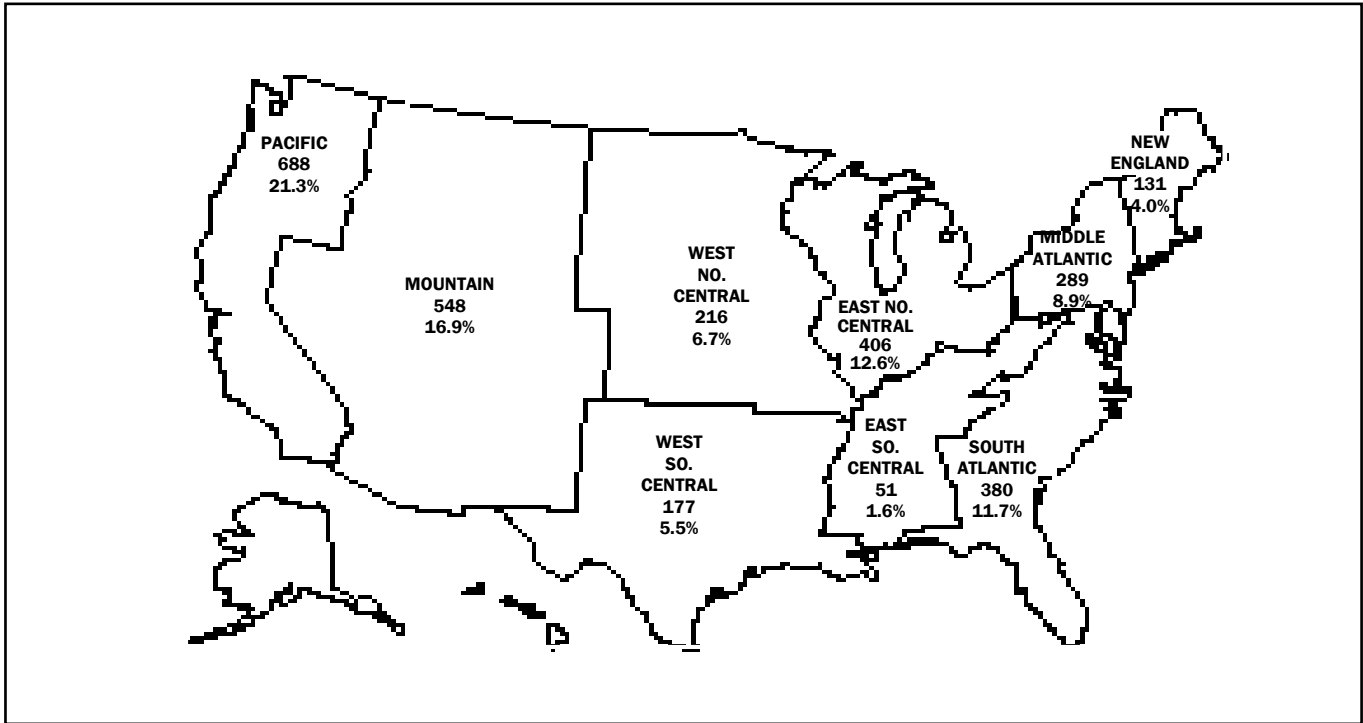 PACIFIC
688
21.3%
MOUNTAIN
548
16.9%
WEST
NO.
CENTRAL
216
6.7%
EAST NO.
CENTRAL
406
12.6%
NEW
ENGLAND
131
4.0%
MIDDLE
ATLANTIC
289
8.9%
WEST
SO.
CENTRAL
177
5.5%
EAST
SO.
CENTRAL
51
1.6%
SOUTH
ATLANTIC
380
11.7%